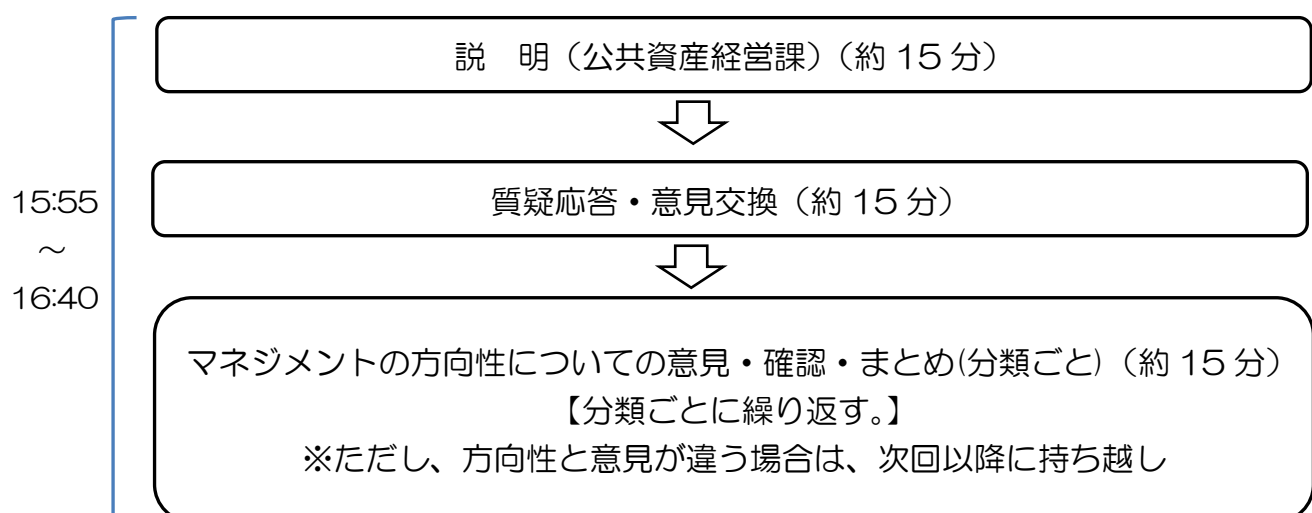 説　明（公共資産経営課）（約 15 分）
15:55
～
16:40
質疑応答・意見交換（約 15 分）
マネジメントの方向性についての意見・確認・まとめ(分類ごと)（約 15 分）
【分類ごとに繰り返す。】
※ただし、方向性と意見が違う場合は、次回以降に持ち越し